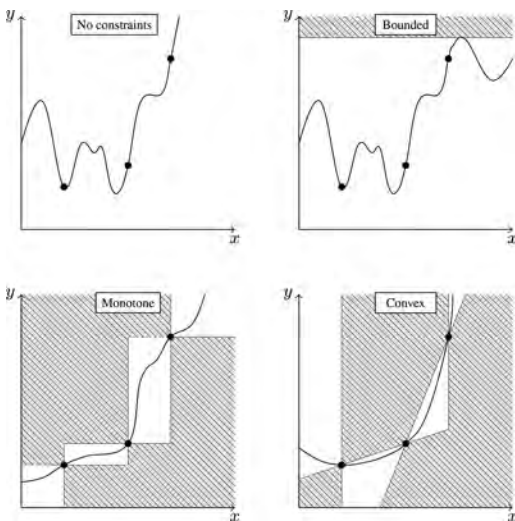 y
No constraints
x
y
Bounded
x
y
Monotone
x
y
Convex
x